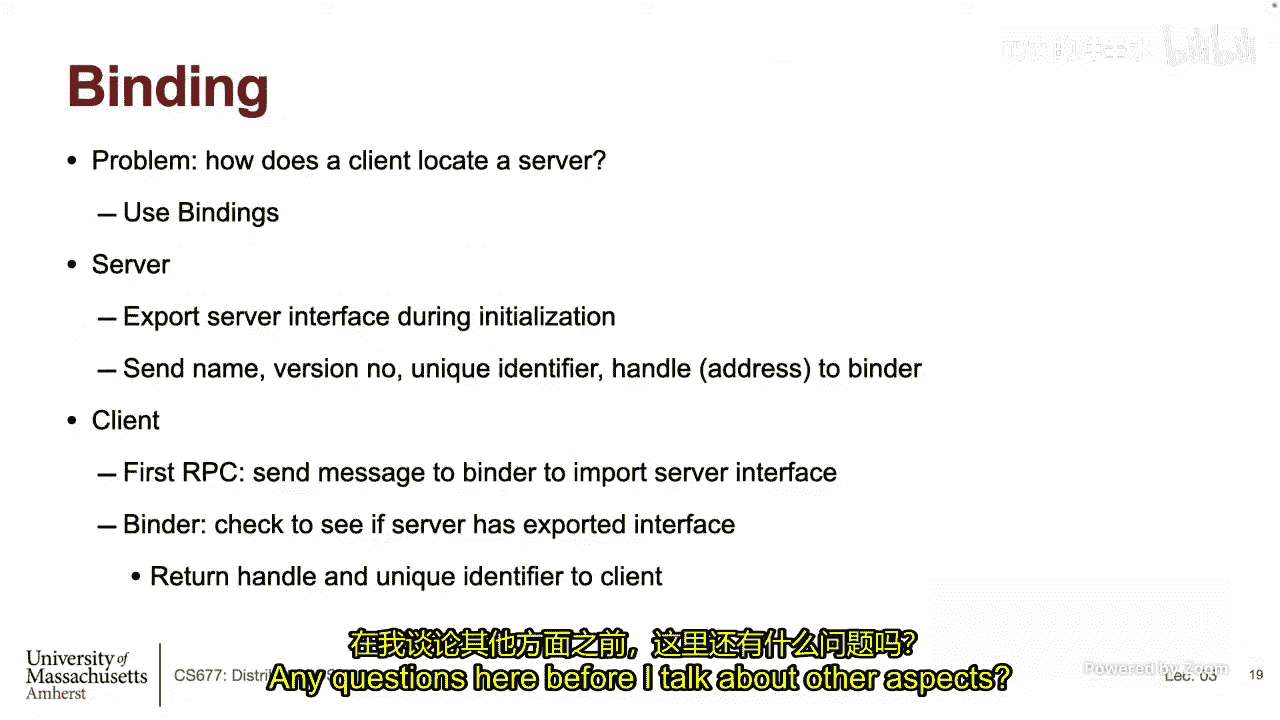 Binding
• Problem: how does a client locate a server?
– Use Bindings
• Server
– Export server interface during initialization
– Send name, version no, unique identifier, handle (address) to binder
• Client
– First RPC: send message to binder to import server interface
– Binder: check to see if server has exported interface
• Return handle and unique identifier to client
在我谈论其他方面之前，这里还有什么问题吗？
Any questions here before I talk about other aspects?
University of
Massachusetts
Amherst
CS677: Distrib
Powered by Zoom
Lec. 03
19
bilibili